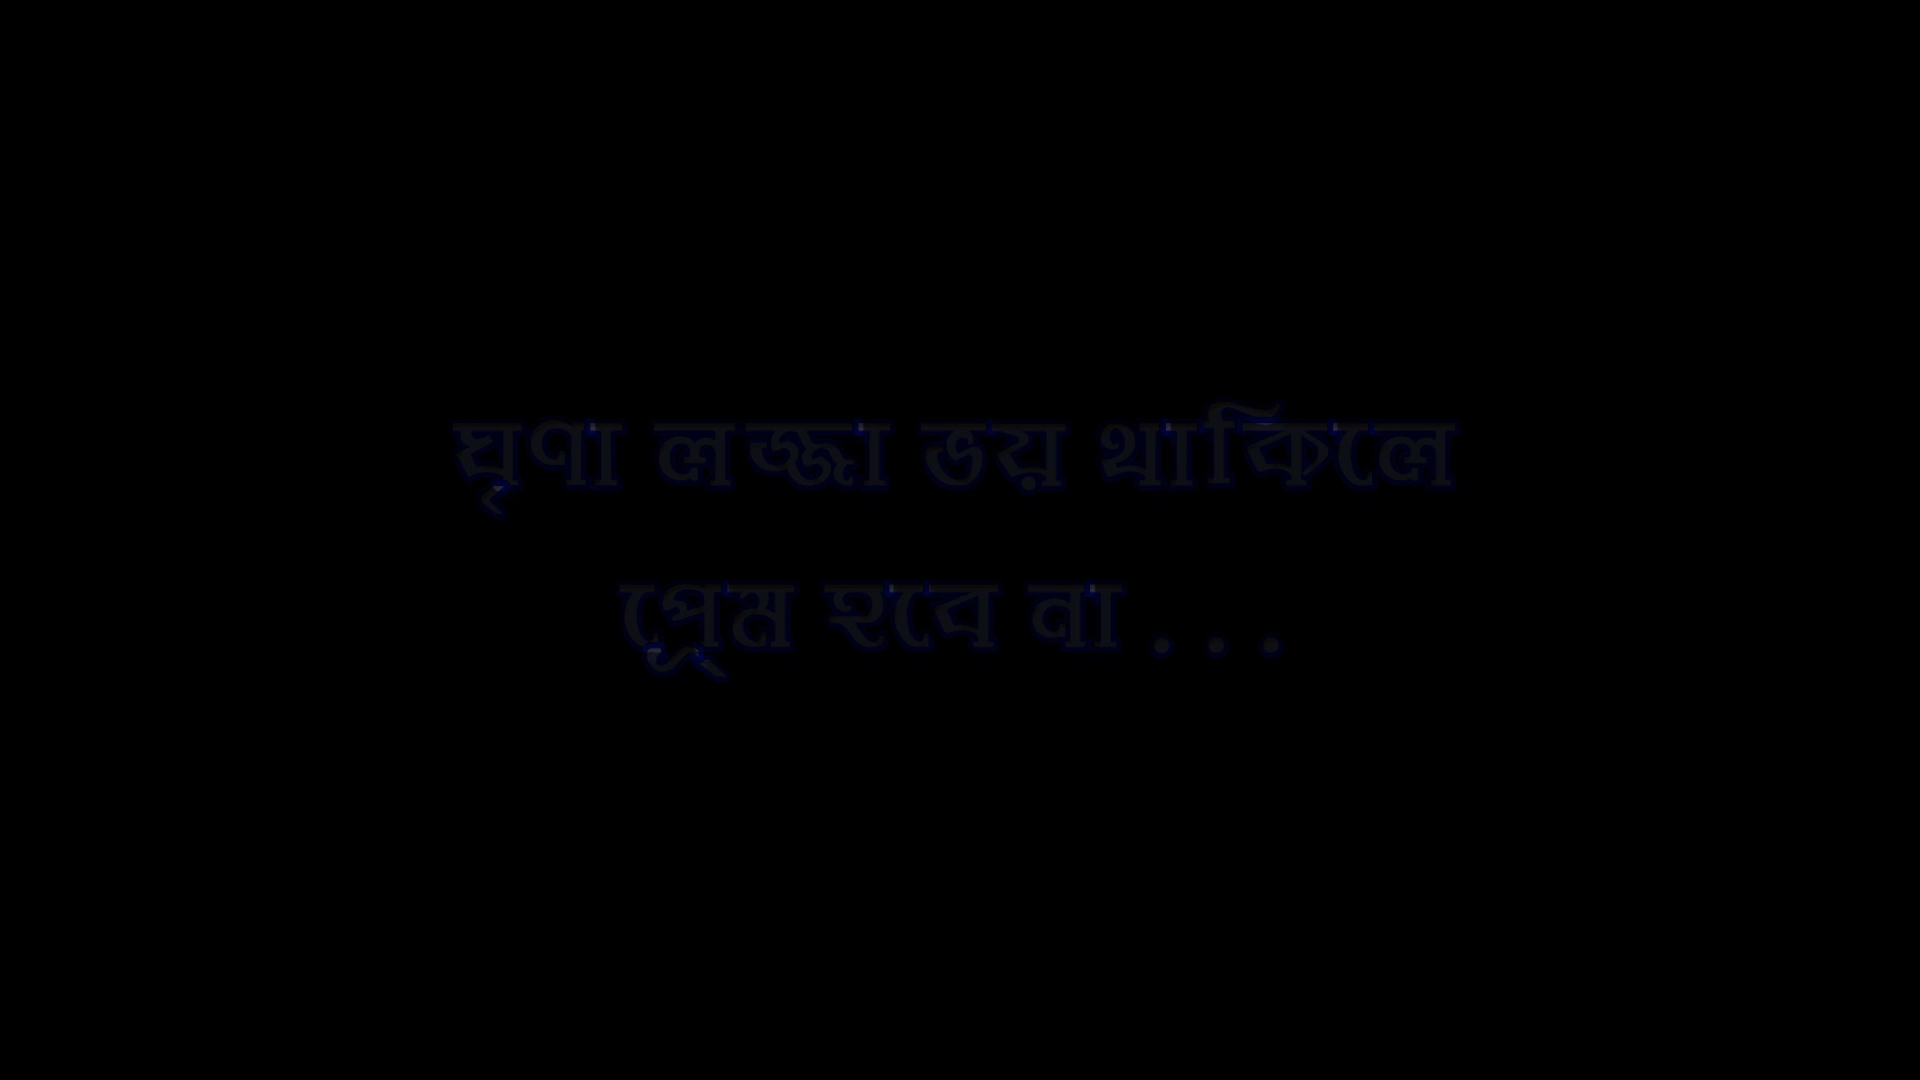 ঘৃণা লজ্জা ভয় থাকিলে
প্রেম হবে না . . .